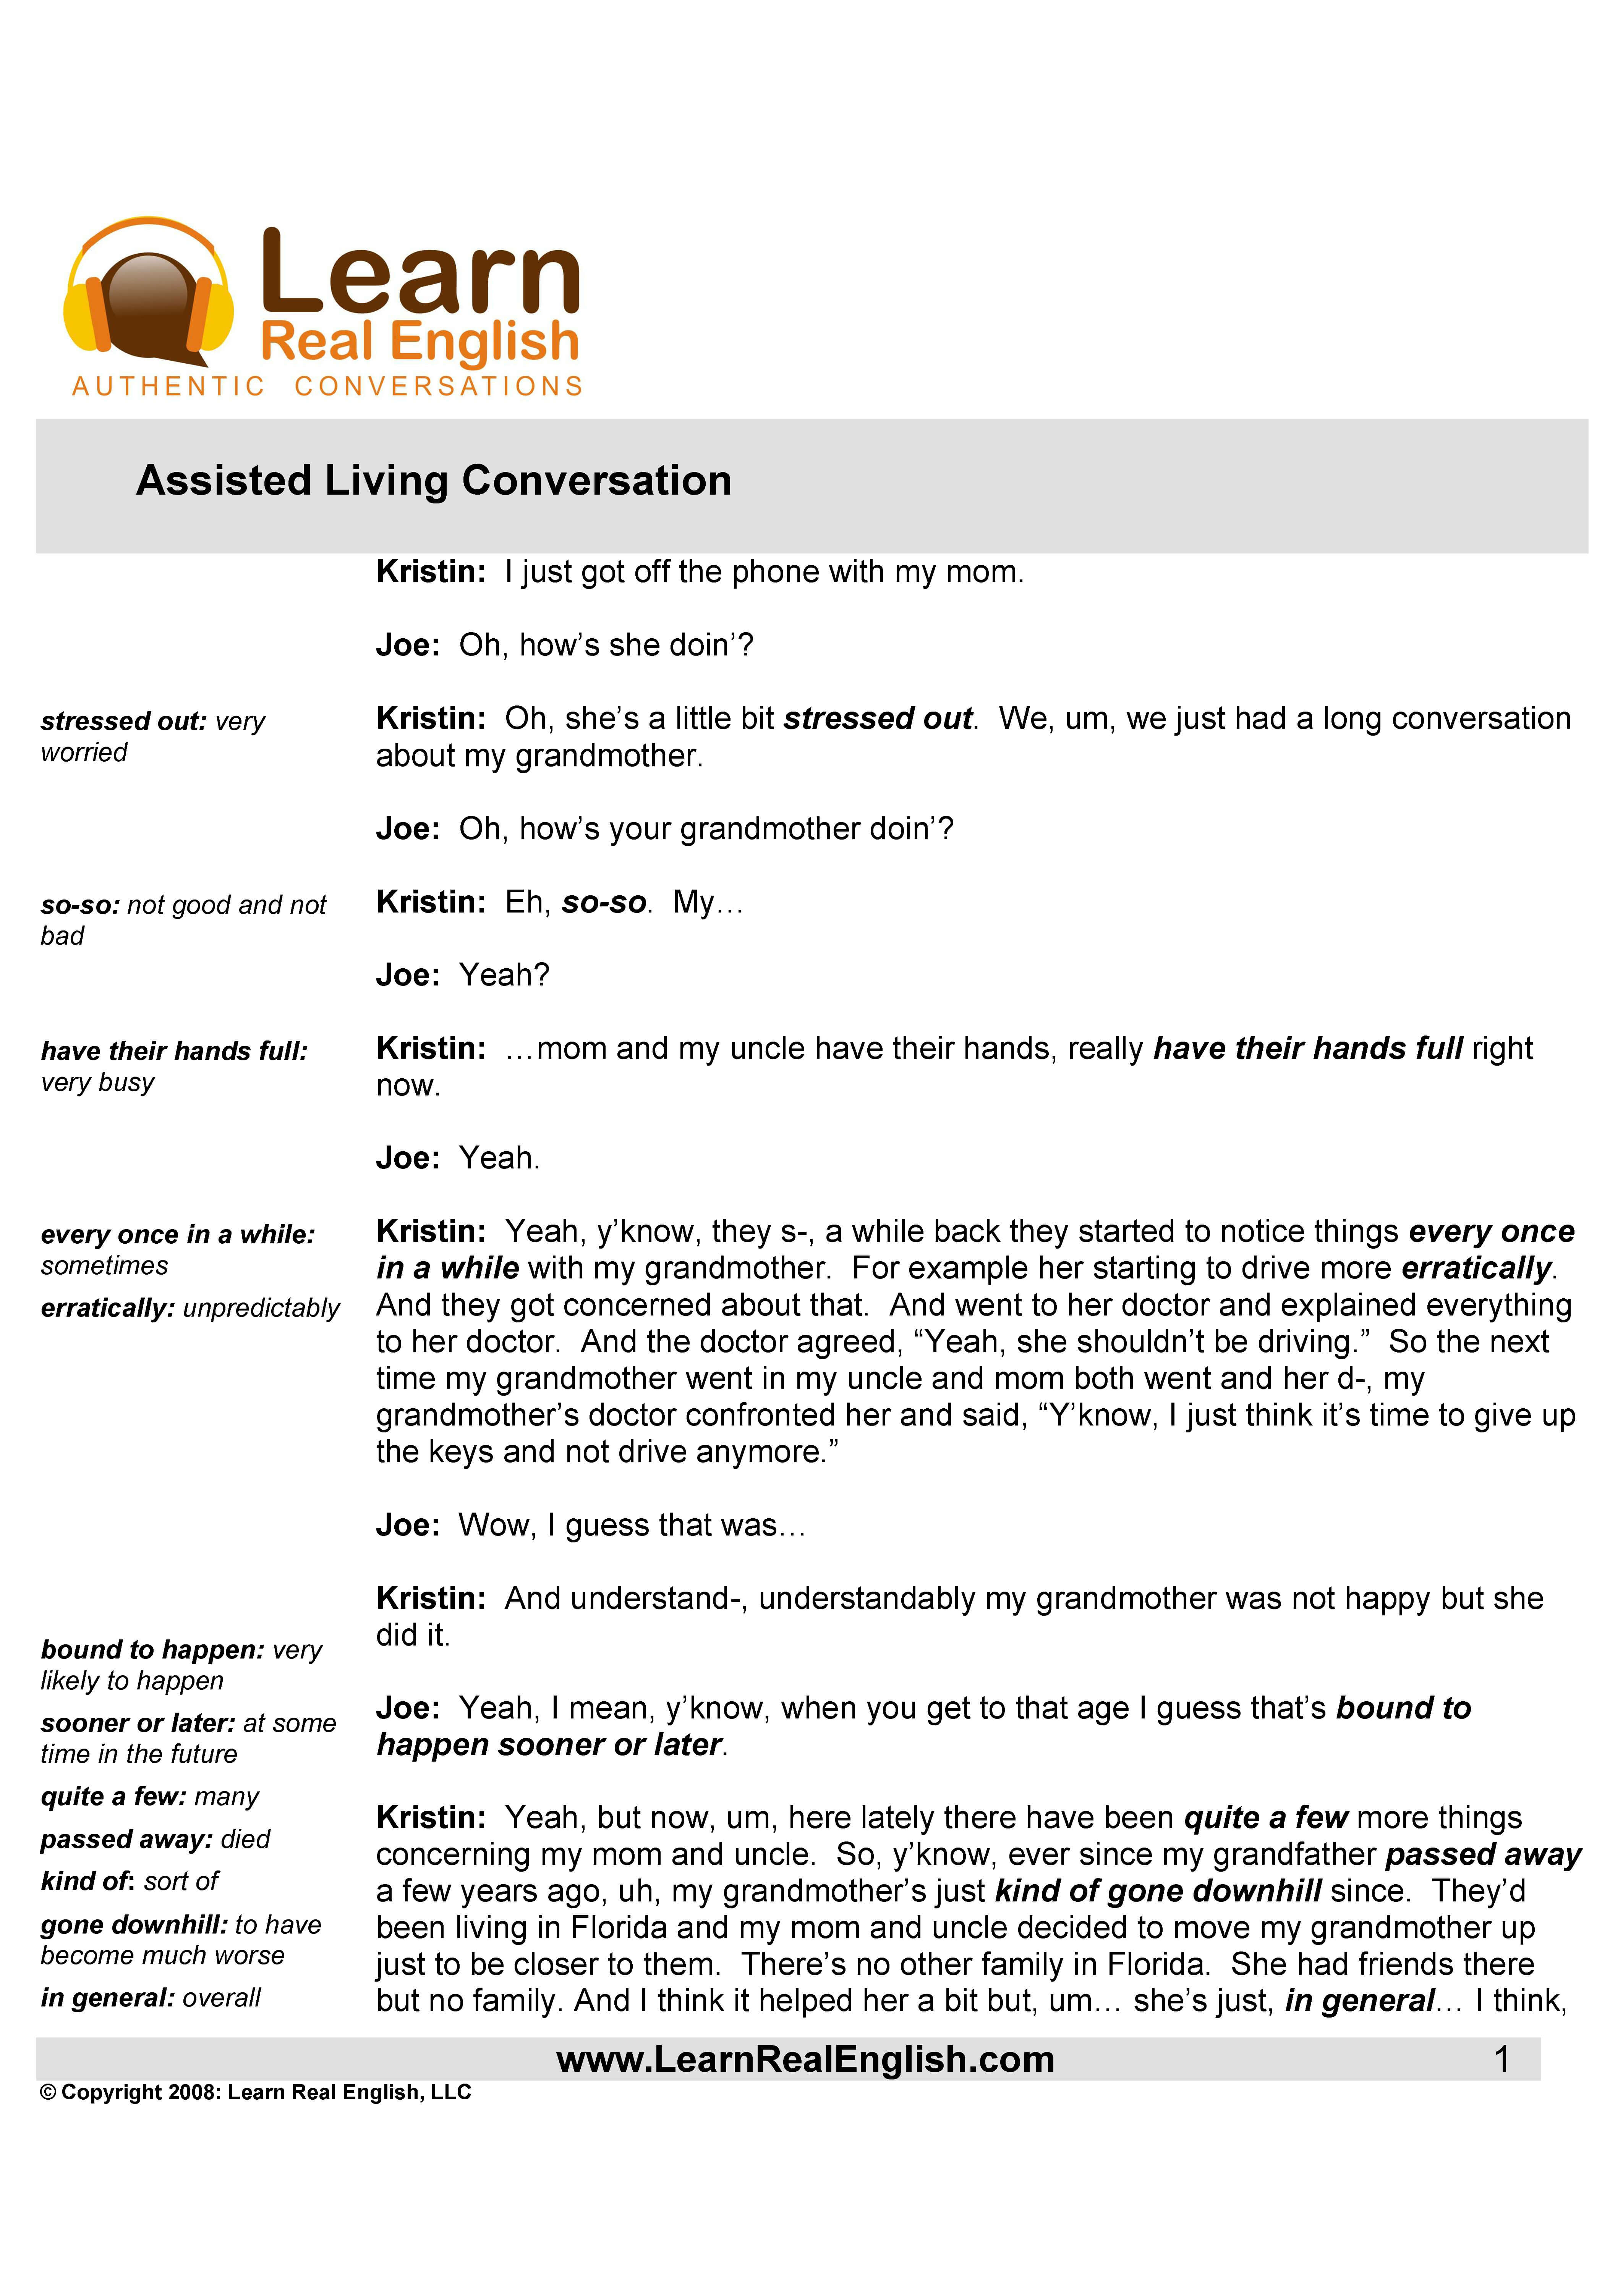 Learn
Real English
AUTHENTIC CONVERSATIONS
Assisted Living Conversation
Kristin: I just got off the phone with my mom.
Joe: Oh, how’s she doin’?
stressed out: very
worried
Kristin: Oh, she’s a little bit stressed out. We, um, we just had a long conversation
about my grandmother.
Joe: Oh, how’s your grandmother doin’?
so-so: not good and not
bad
Kristin: Eh, so-so. My…
Joe: Yeah?
have their hands full:
very busy
Kristin: …mom and my uncle have their hands, really have their hands full right
now.
Joe: Yeah.
every once in a while:
sometimes
erratically: unpredictably
Kristin: Yeah, y’know, they s-, a while back they started to notice things every once
in a while with my grandmother. For example her starting to drive more erratically.
And they got concerned about that. And went to her doctor and explained everything
to her doctor. And the doctor agreed, “Yeah, she shouldn’t be driving.” So the next
time my grandmother went in my uncle and mom both went and her d-, my
grandmother’s doctor confronted her and said, “Y’know, I just think it’s time to give up
the keys and not drive anymore.”
Joe: Wow, I guess that was…
Kristin: And understand-, understandably my grandmother was not happy but she
did it.
bound to happen: very
likely to happen
sooner or later: at some
time in the future
Joe: Yeah, I mean, y’know, when you get to that age I guess that’s bound to
happen sooner or later.
quite a few: many
passed away: died
kind of: sort of
gone downhill: to have
become much worse
in general: overall
Kristin: Yeah, but now, um, here lately there have been quite a few more things
concerning my mom and uncle. So, y’know, ever since my grandfather passed away
a few years ago, uh, my grandmother’s just kind of gone downhill since. They’d
been living in Florida and my mom and uncle decided to move my grandmother up
just to be closer to them. There’s no other family in Florida. She had friends there
but no family. And I think it helped her a bit but, um… she’s just, in general… I think,
www.LearnRealEnglish.com 1
© Copyright 2008: Learn Real English, LLC